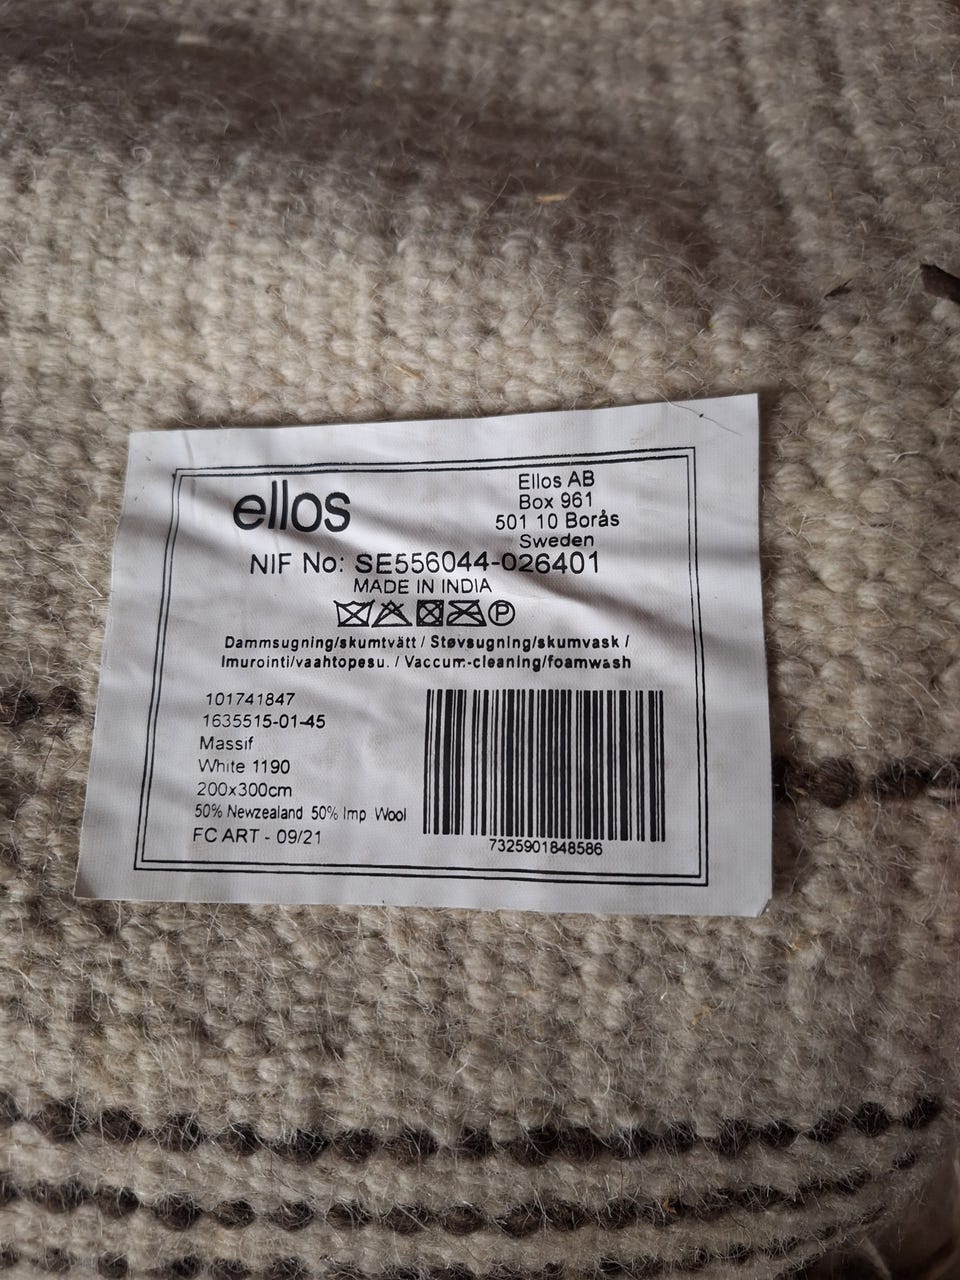 ellos
Ellos AB
Box 961
501 10 Borås
Sweden
NIF No: SE556044-026401
MADE IN INDIA
P
Dammsugning/skumtvätt / Støvsugning/skumvask /
Imurointi/vaahtopesu. / Vaccum-cleaning/foamwash
101741847
1635515-01-45
Massif
White 1190
200x300cm
50% Newzealand 50% Imp Wool
FC ART - 09/21
7325901848586